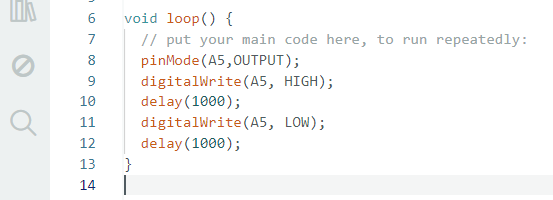 6 void loop() {
7 // put your main code here, to run repeatedly:
8 pinMode(A5,OUTPUT);
9 digitalWrite(A5, HIGH);
10 delay(1000);
11 digitalWrite(A5, LOW);
12 delay(1000);
13 }
14